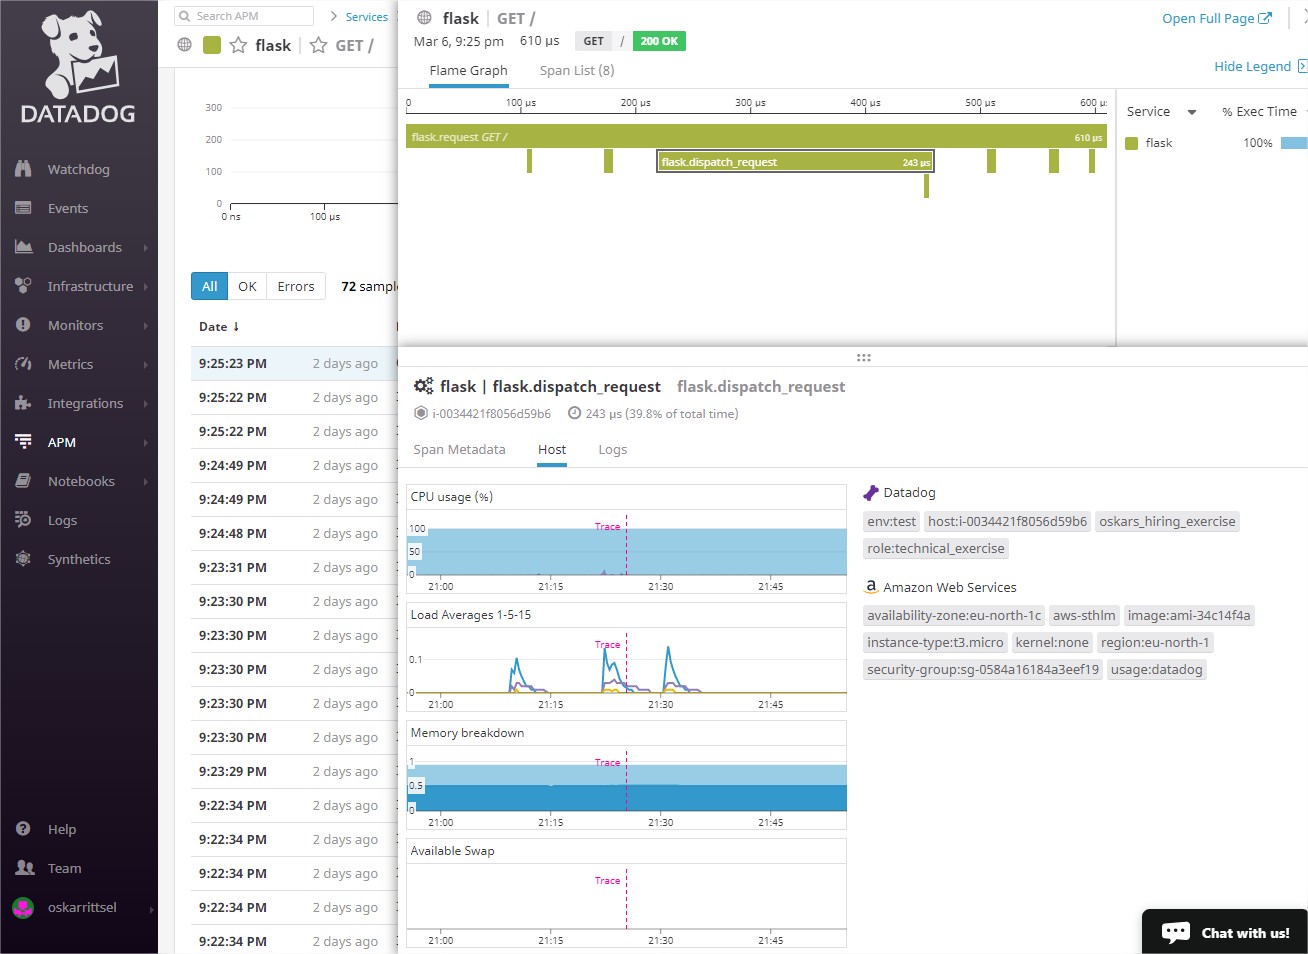 DATADOG
Watchdog
Events
Dashboards
Infrastructure
Monitors
Metrics
Integrations
APM
Notebooks
Logs
Synthetics
Help
Team
oskarrittsel
Search APM
Services
flask
GET /
300
200
100
0
0 ns
100 µs
All
OK
Errors
72
Date ↓
9:25:23 PM 2 days ago
9:25:22 PM 2 days ago
9:25:22 PM 2 days ago
9:24:49 PM 2 days ago
9:24:49 PM 2 days ago
9:24:48 PM 2 days ago
9:23:31 PM 2 days ago
9:23:30 PM 2 days ago
9:23:30 PM 2 days ago
9:23:30 PM 2 days ago
9:23:30 PM 2 days ago
9:23:30 PM 2 days ago
9:23:29 PM 2 days ago
9:22:34 PM 2 days ago
9:22:34 PM 2 days ago
9:22:34 PM 2 days ago
9:22:34 PM 2 days ago
9:22:34 PM 2 days ago
flask | GET /
Open Full Page
Mar 6, 9:25 pm 610 µs GET / 200 OK
Flame Graph
Span List (8)
Hide Legend
0 100 µs 200 µs 300 µs 400 µs 500 µs 600 µs
flask.request GET / 610 µs
flask.dispatch_request 243 µs
Service % Exec Time
flask 100%
flask | flask.dispatch_request flask.dispatch_request
i-0034421f8056d59b6 243 µs (39.8% of total time)
Span Metadata
Host
Logs
CPU usage (%)
Trace
100
50
0
21:00 21:15 21:30 21:45
Load Averages 1-5-15
Trace
0.1
0
21:00 21:15 21:30 21:45
Memory breakdown
Trace
1
0.5
0
21:00 21:15 21:30 21:45
Available Swap
Trace
21:00 21:15 21:30 21:45
Datadog
env:test host:i-0034421f8056d59b6 oskars_hiring_exercise
role:technical_exercise
Amazon Web Services
availability-zone:eu-north-1c aws-sthlm image:ami-34c14f4a
instance-type:t3.micro kernel:none region:eu-north-1
security-group:sg-0584a16184a3eef19 usage:datadog
Chat with us!